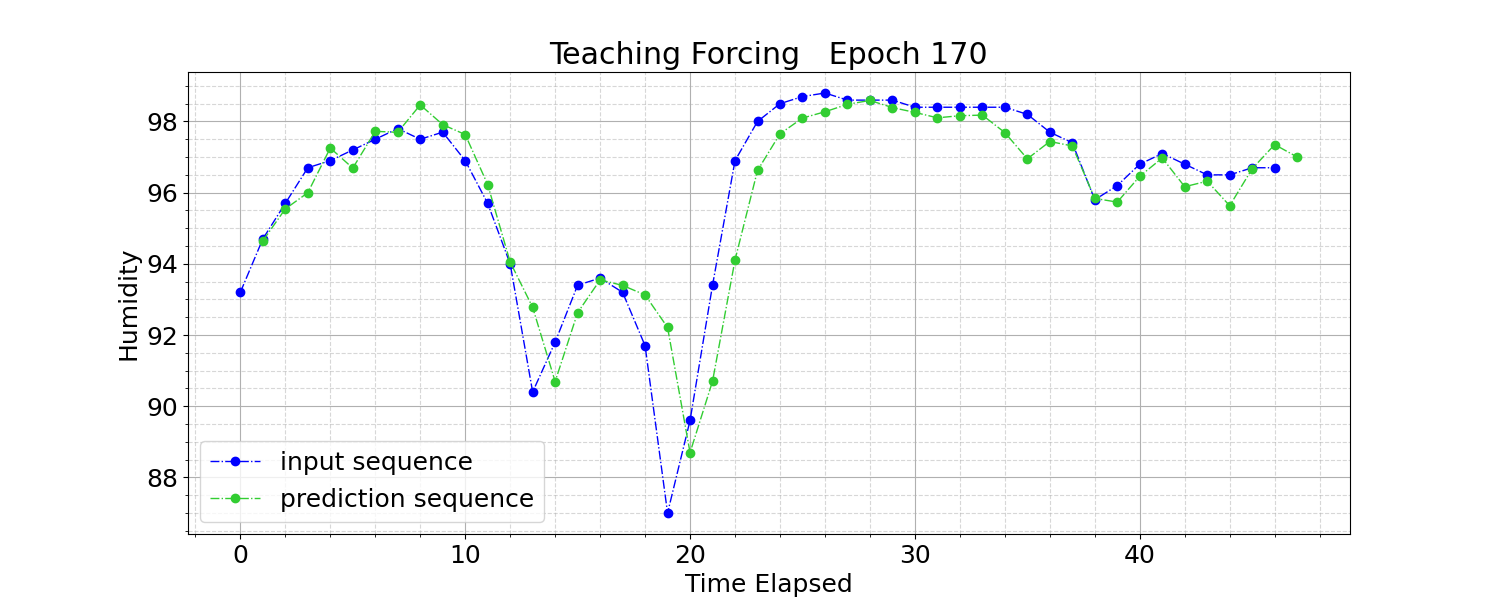 Teaching Forcing   Epoch 170
Humidity
98
96
94
92
90
88
input sequence
prediction sequence
0 10 20 30 40
Time Elapsed